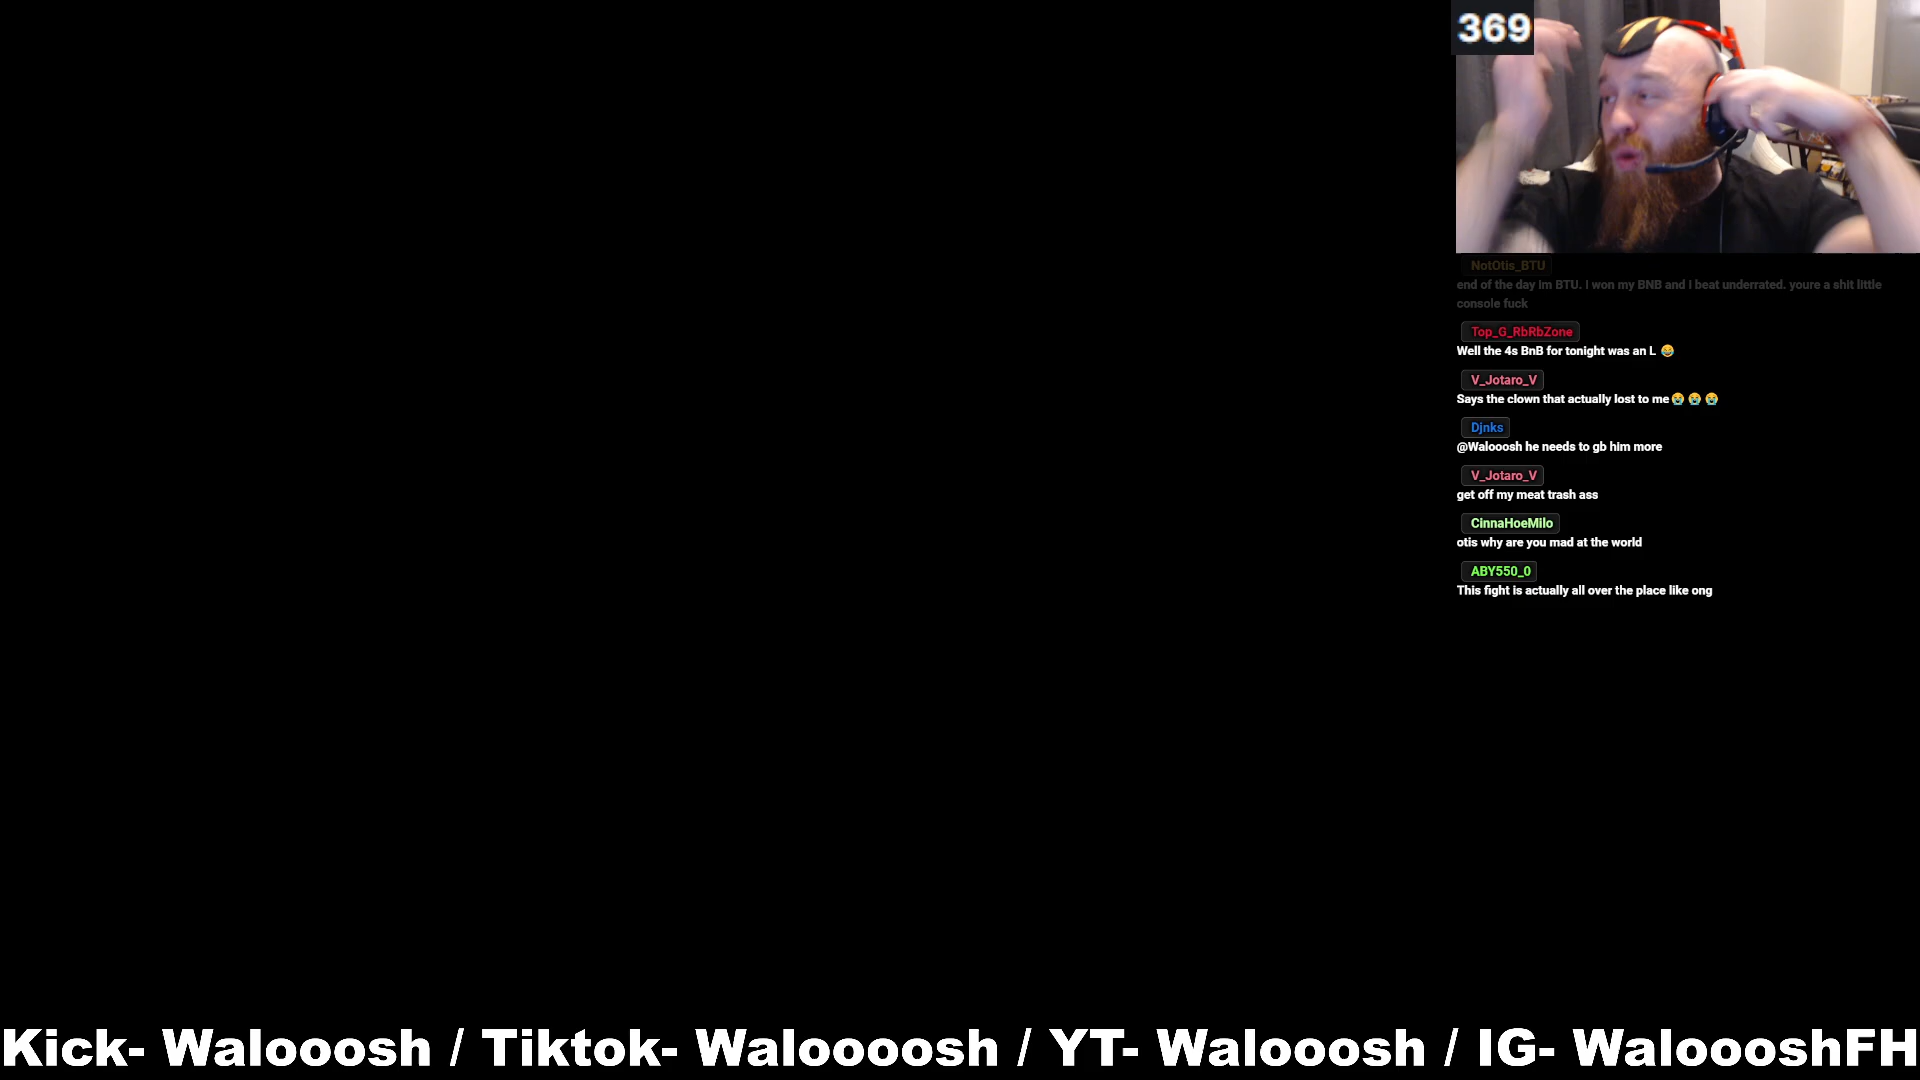 369
NotOtis_BTU
end of the day im BTU. I won my BNB and I beat underrated. youre a shit little
console fuck
Top_G_RbRbZone
Well the 4s BnB for tonight was an L 😂
V_Jotaro_V
Says the clown that actually lost to me😭 😭 😭
Djnks
@Walooosh he needs to gb him more
V_Jotaro_V
get off my meat trash ass
CinnaHoeMilo
otis why are you mad at the world
ABY550_0
This fight is actually all over the place like ong
Kick- Walooosh / Tiktok- Waloooosh / YT- Walooosh / IG- WaloooshFH